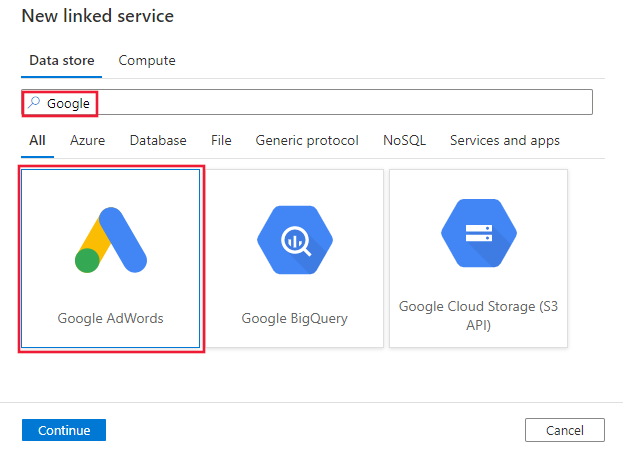 New linked service
Data store Compute
Google
All Azure Database File Generic protocol NoSQL Services and apps
Google AdWords
Google BigQuery
Google Cloud Storage (S3
API)
Continue
Cancel